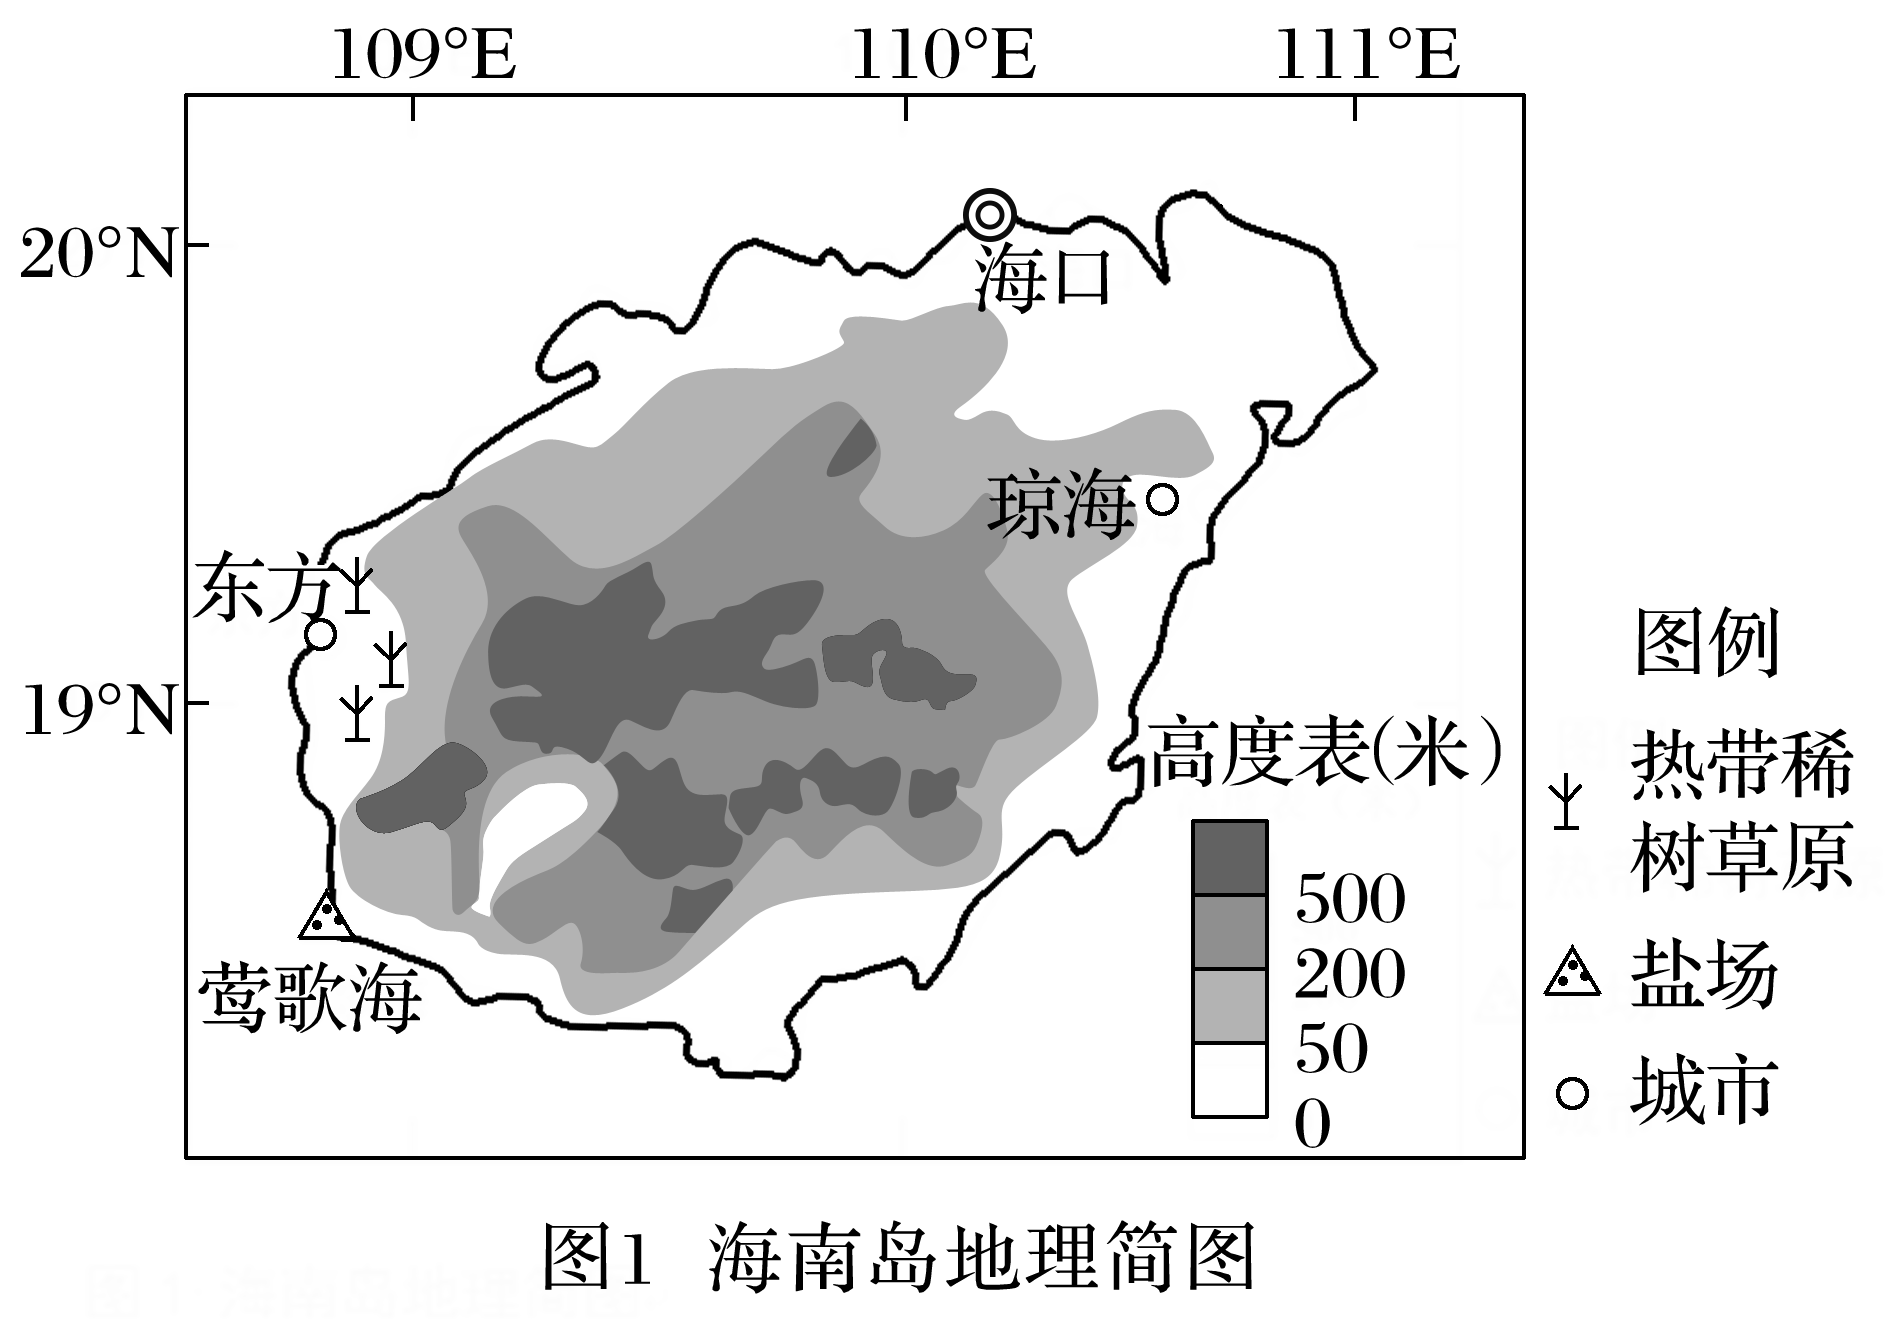 109°E 110°E 111°E
20°N
海口
琼海
东方
19°N
莺歌海
高度表(米)
500
200
50
0
图例
热带稀
树草原
盐场
城市
图1 海南岛地理简图